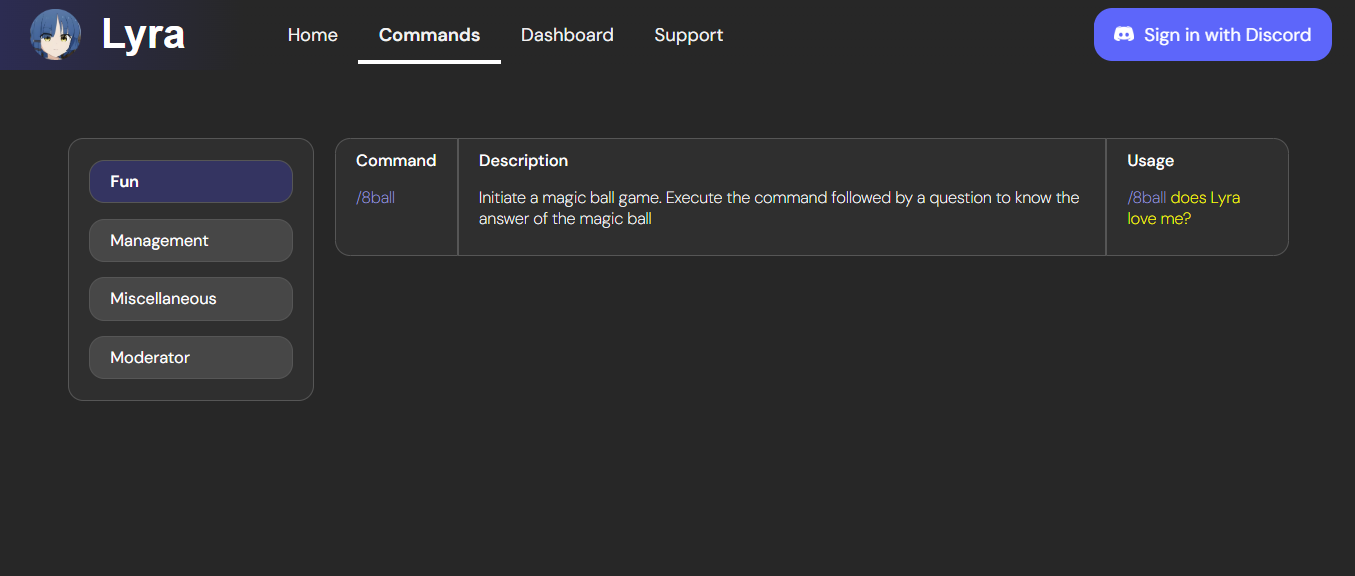 Lyra
Home
Commands
Dashboard
Support
Sign in with Discord
Fun
Management
Miscellaneous
Moderator
Command
Description
Usage
/8ball
Initiate a magic ball game. Execute the command followed by a question to know the
answer of the magic ball
/8ball does Lyra
love me?